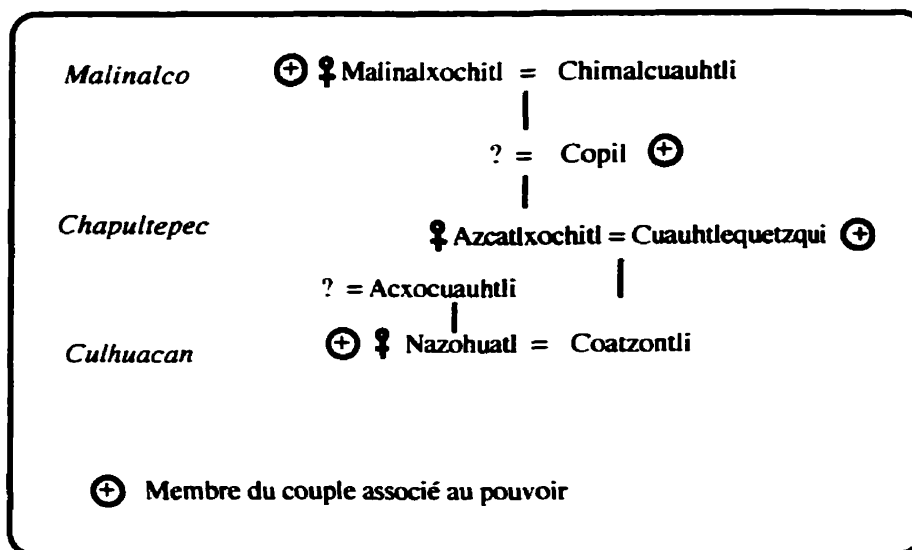 Malinalco ⊕ ♀ Malinalxochitl = Chimalcuauhtli
? = Copil ⊕
Chapultepec ♀ Azcatlxochitl = Cuauhtlequetzqui ⊕
? = Acxocuauhtli
Culhuacan ⊕ ♀ Nazohuatl = Coatzontli
⊕ Membre du couple associé au pouvoir